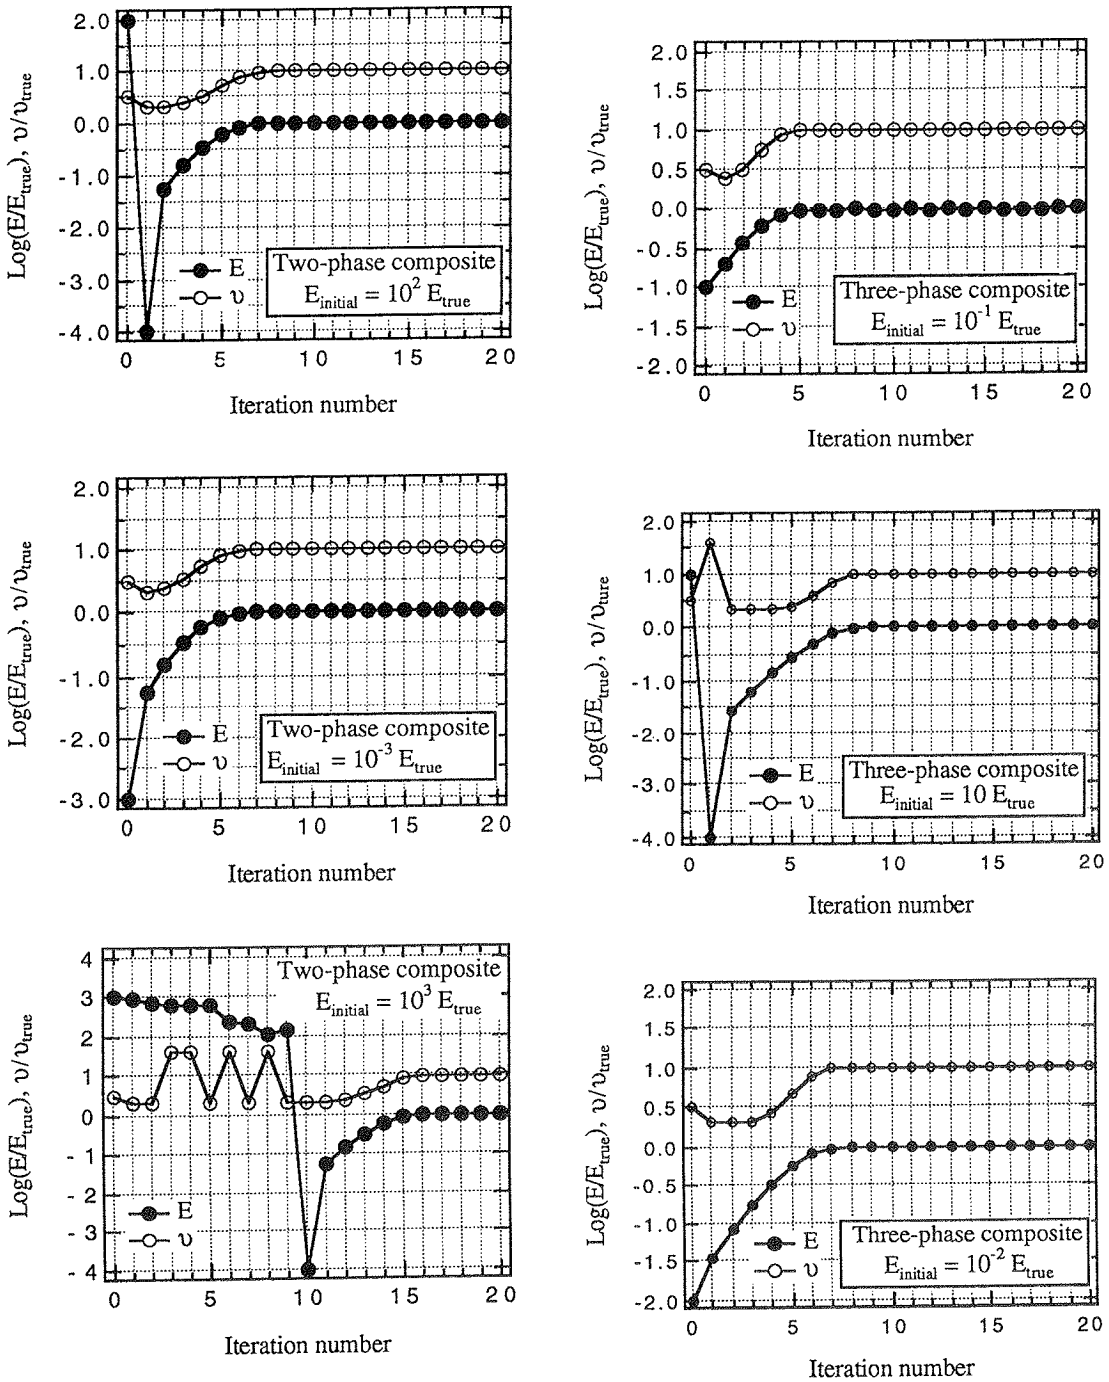 Log(E/E_true), υ/υ_true
2.0
1.0
0.0
-1.0
-2.0
-3.0
-4.0
E
υ
Two-phase composite
E_initial = 10^2 E_true
0 5 10 15 20
Iteration number
Log(E/E_true), υ/υ_true
2.0
1.5
1.0
0.5
0.0
-0.5
-1.0
-1.5
-2.0
E
υ
Three-phase composite
E_initial = 10^-1 E_true
0 5 10 15 20
Iteration number
Log(E/E_true), υ/υ_true
2.0
1.0
0.0
-1.0
-2.0
-3.0
E
υ
Two-phase composite
E_initial = 10^-3 E_true
0 5 10 15 20
Iteration number
Log(E/E_true), υ/υ_ture
2.0
1.0
0.0
-1.0
-2.0
-3.0
-4.0
E
υ
Three-phase composite
E_initial = 10 E_true
0 5 10 15 20
Iteration number
Log(E/E_true), υ/υ_true
4
3
2
1
0
- 1
- 2
- 3
- 4
Two-phase composite
E_initial = 10^3 E_true
E
υ
0 5 10 15 20
Iteration number
Log(E/E_true), υ/υ_true
2.0
1.5
1.0
0.5
0.0
-0.5
-1.0
-1.5
-2.0
E
υ
Three-phase composite
E_initial = 10^-2 E_true
0 5 10 15 20
Iteration number